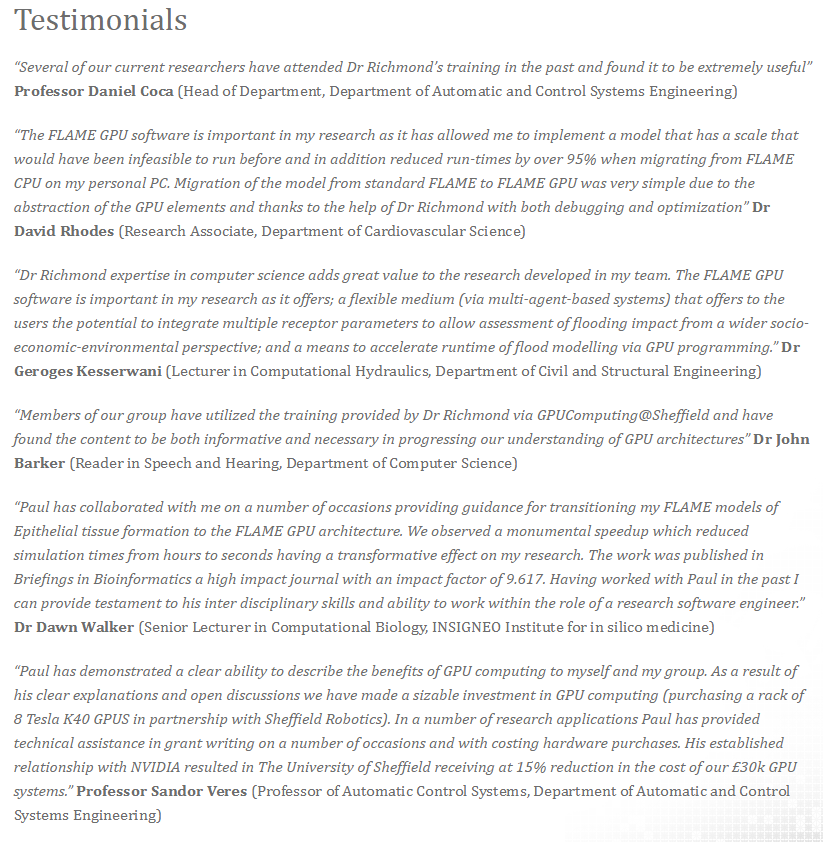 Testimonials
“Several of our current researchers have attended Dr Richmond’s training in the past and found it to be extremely useful”
Professor Daniel Coca (Head of Department, Department of Automatic and Control Systems Engineering)
“The FLAME GPU software is important in my research as it has allowed me to implement a model that has a scale that
would have been infeasible to run before and in addition reduced run-times by over 95% when migrating from FLAME
CPU on my personal PC. Migration of the model from standard FLAME to FLAME GPU was very simple due to the
abstraction of the GPU elements and thanks to the help of Dr Richmond with both debugging and optimization” Dr
David Rhodes (Research Associate, Department of Cardiovascular Science)
“Dr Richmond expertise in computer science adds great value to the research developed in my team. The FLAME GPU
software is important in my research as it offers; a flexible medium (via multi-agent-based systems) that offers to the
users the potential to integrate multiple receptor parameters to allow assessment of flooding impact from a wider socio-
economic-environmental perspective; and a means to accelerate runtime of flood modelling via GPU programming.” Dr
Geroges Kesserwani (Lecturer in Computational Hydraulics, Department of Civil and Structural Engineering)
“Members of our group have utilized the training provided by Dr Richmond via GPUComputing@Sheffield and have
found the content to be both informative and necessary in progressing our understanding of GPU architectures” Dr John
Barker (Reader in Speech and Hearing, Department of Computer Science)
“Paul has collaborated with me on a number of occasions providing guidance for transitioning my FLAME models of
Epithelial tissue formation to the FLAME GPU architecture. We observed a monumental speedup which reduced
simulation times from hours to seconds having a transformative effect on my research. The work was published in
Briefings in Bioinformatics a high impact journal with an impact factor of 9.617. Having worked with Paul in the past I
can provide testament to his inter disciplinary skills and ability to work within the role of a research software engineer.”
Dr Dawn Walker (Senior Lecturer in Computational Biology, INSIGNEO Institute for in silico medicine)
“Paul has demonstrated a clear ability to describe the benefits of GPU computing to myself and my group. As a result of
his clear explanations and open discussions we have made a sizable investment in GPU computing (purchasing a rack of
8 Tesla K40 GPUS in partnership with Sheffield Robotics). In a number of research applications Paul has provided
technical assistance in grant writing on a number of occasions and with costing hardware purchases. His established
relationship with NVIDIA resulted in The University of Sheffield receiving at 15% reduction in the cost of our £30k GPU
systems.” Professor Sandor Veres (Professor of Automatic Control Systems, Department of Automatic and Control
Systems Engineering)